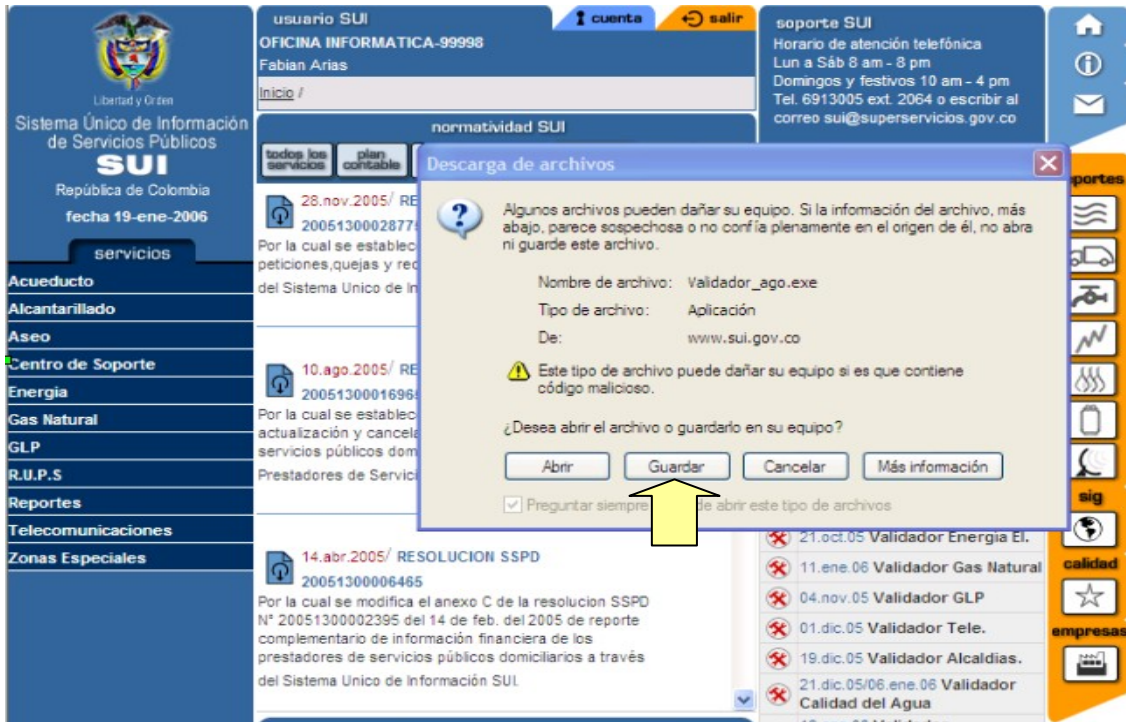 Libertad y Orden
Sistema Único de Información
de Servicios Públicos
SUI
República de Colombia
fecha 19-ene-2006
servicios
Acueducto
Alcantarillado
Aseo
Centro de Soporte
Energia
Gas Natural
GLP
R.U.P.S
Reportes
Telecomunicaciones
Zonas Especiales
usuario SUI
cuenta
salir
OFICINA INFORMATICA-99998
Fabian Arias
Inicio /
normatividad SUI
todos los
servicios
plan
contable
28.nov.2005/ RE
2005130002877
Por la cual se establec
peticiones,quejas y rec
del Sistema Unico de In
10.ago.2005/ RE
2005130001696
Por la cual se establec
actualización y cancela
servicios públicos dom
Prestadores de Servici
14.abr.2005/ RESOLUCION SSPD
20051300006465
Por la cual se modifica el anexo C de la resolucion SSPD
N° 20051300002395 del 14 de feb. del 2005 de reporte
complementario de información financiera de los
prestadores de servicios públicos domiciliarios a través
del Sistema Unico de Información SUI.
soporte SUI
Horario de atención telefónica
Lun a Sáb 8 am - 8 pm
Domingos y festivos 10 am - 4 pm
Tel. 6913005 ext. 2064 o escribir al
correo sui@superservicios.gov.co
Descarga de archivos
Algunos archivos pueden dañar su equipo. Si la información del archivo, más
abajo, parece sospechosa o no confía plenamente en el origen de él, no abra
ni guarde este archivo.
Nombre de archivo: Validador_ago.exe
Tipo de archivo: Aplicación
De: www.sui.gov.co
Este tipo de archivo puede dañar su equipo si es que contiene
código malicioso.
¿Desea abrir el archivo o guardarlo en su equipo?
Abrir
Guardar
Cancelar
Más información
Preguntar siempre de abrir este tipo de archivos
21.oct.05 Validador Energia El.
11.ene.06 Validador Gas Natural
04.nov.05 Validador GLP
01.dic.05 Validador Tele.
19.dic.05 Validador Alcaldias.
21.dic.05/06.ene.06 Validador
Calidad del Agua
portes
sig
calidad
empresas